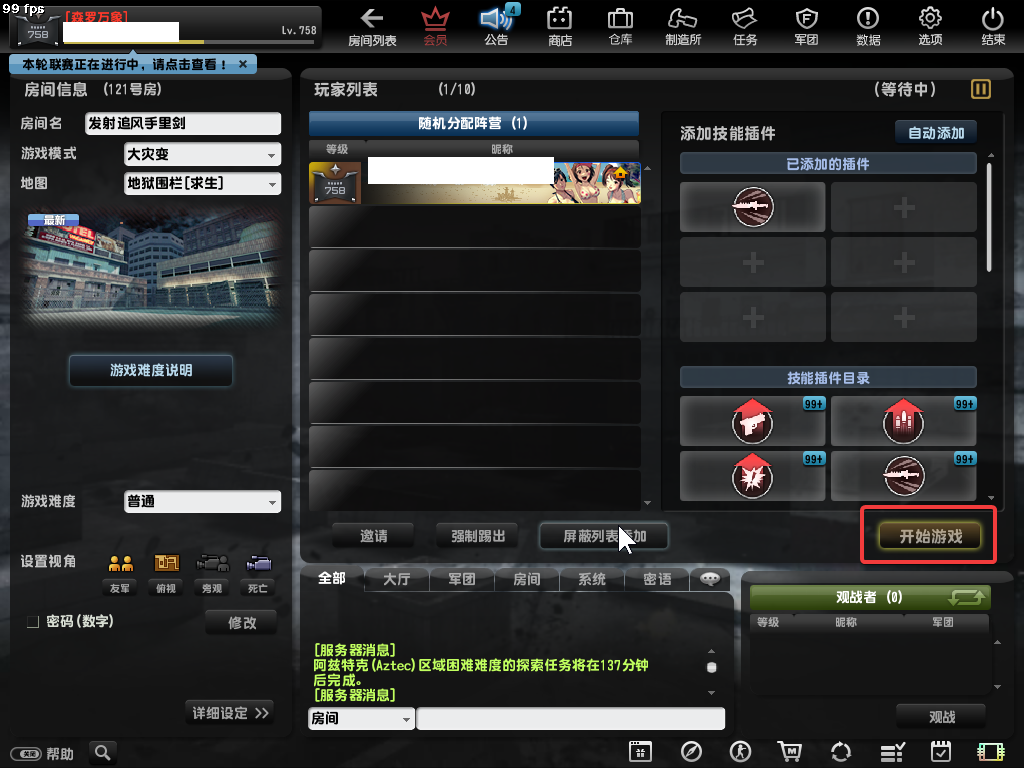 99 fps
[森罗万象]
758
Lv.758
房间列表
会员
4
公告
商店
仓库
制造所
任务
军团
数据
选项
结束
本轮联赛正在进行中，请点击查看！ ×
房间信息 (121号房)
房间名 发射追风手里剑
游戏模式 大灾变
地图 地狱围栏[求生]
最新
游戏难度说明
游戏难度 普通
设置视角
友军 俯视 旁观 死亡
密码(数字)
修改
详细设定 >>
帮助
玩家列表 (1/10) (等待中)
随机分配阵营 (1)
等级 昵称
758
邀请 强制踢出 屏蔽列表添加
添加技能插件 自动添加
已添加的插件
技能插件目录
99+ 99+
99+ 99+
开始游戏
全部 大厅 军团 房间 系统 密语
[服务器消息]
阿兹特克(Aztec)区域困难难度的探索任务将在137分钟
后完成。
[服务器消息]
房间
观战者 (0)
等级 昵称 军团
观战